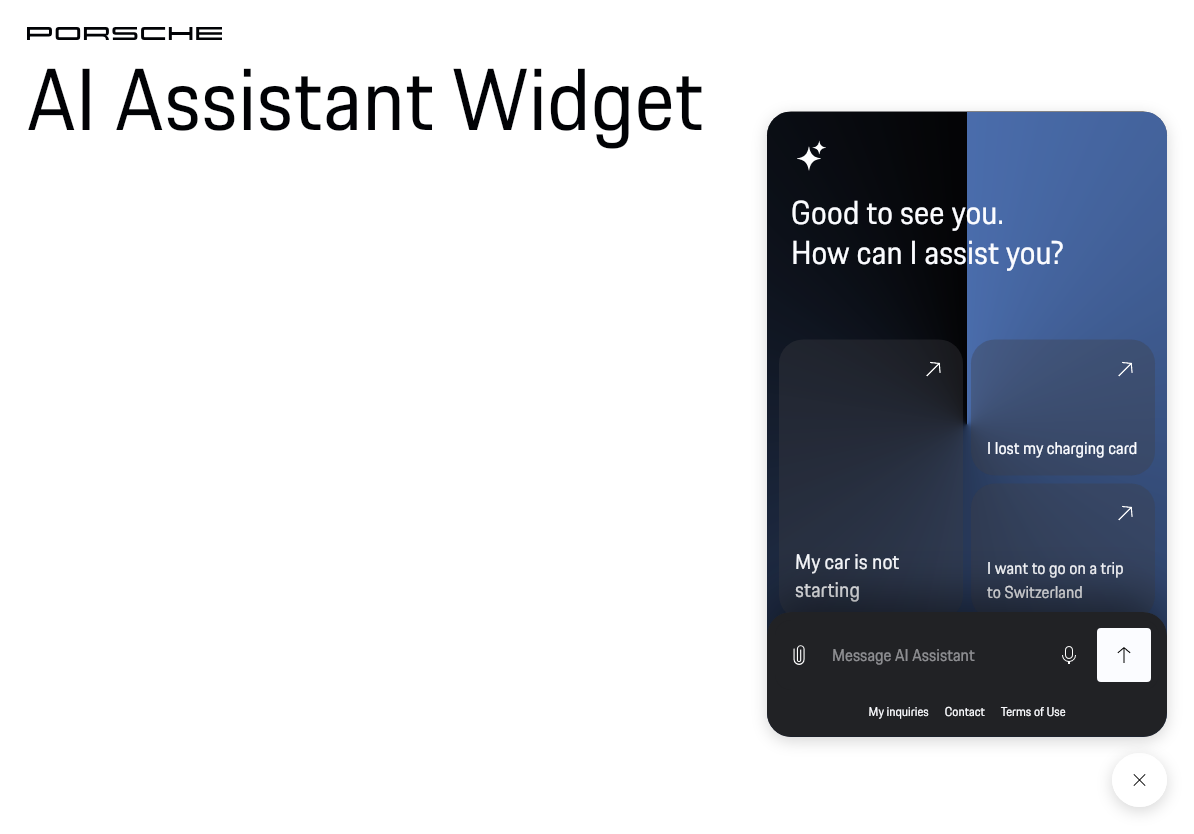 PORSCHE
AI Assistant Widget
Good to see you.
How can I assist you?
I lost my charging card
My car is not
starting
I want to go on a trip
to Switzerland
Message AI Assistant
My inquiries Contact Terms of Use